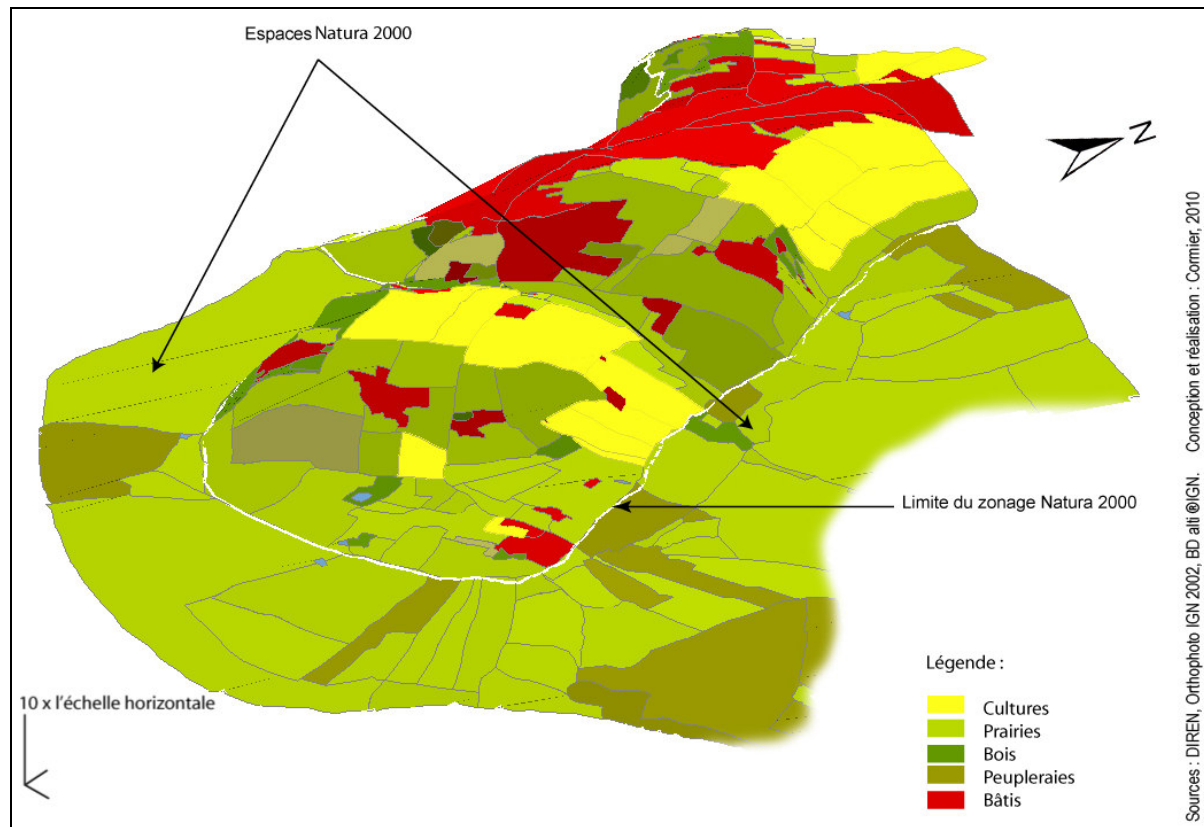 Espaces Natura 2000
N
Limite du zonage Natura 2000
10 x l'échelle horizontale
Légende :
Cultures
Prairies
Bois
Peupleraies
Bâtis
Sources : DIREN, Orthophoto IGN 2002, BD alti ®IGN. Conception et réalisation : Cormier, 2010